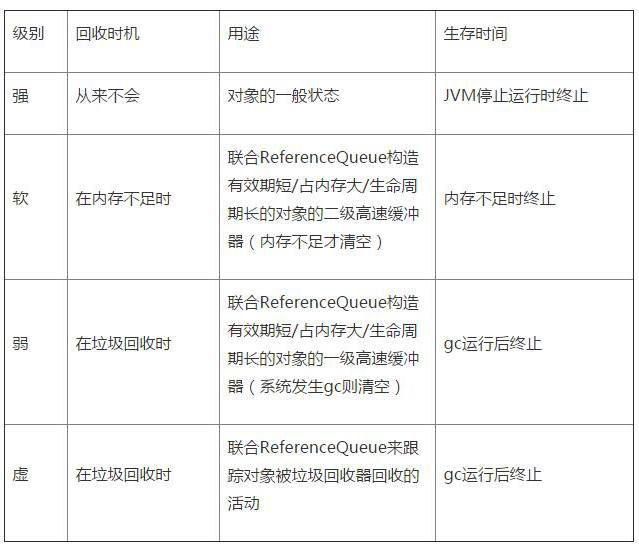 级别 回收时机 用途 生存时间
强 从来不会 对象的一般状态 JVM停止运行时终止
软 在内存不足时
联合ReferenceQueue构造
有效期短/占内存大/生命周
期长的对象的二级高速缓冲
器（内存不足才清空）
内存不足时终止
弱 在垃圾回收时
联合ReferenceQueue构造
有效期短/占内存大/生命周
期长的对象的一级高速缓冲
器（系统发生gc则清空）
gc运行后终止
虚 在垃圾回收时
联合ReferenceQueue来跟
踪对象被垃圾回收器回收的
活动
gc运行后终止